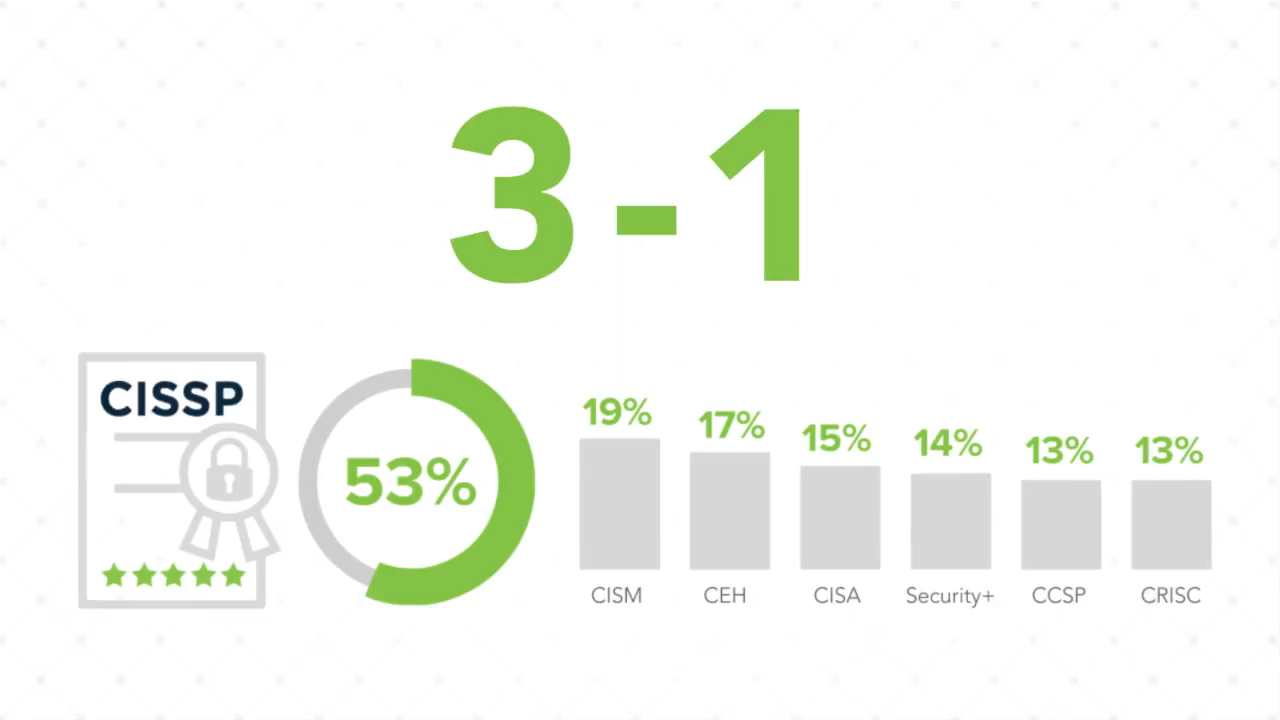 3 - 1
CISSP
53%
19% 17% 15% 14% 13% 13%
CISM CEH CISA Security+ CCSP CRISC